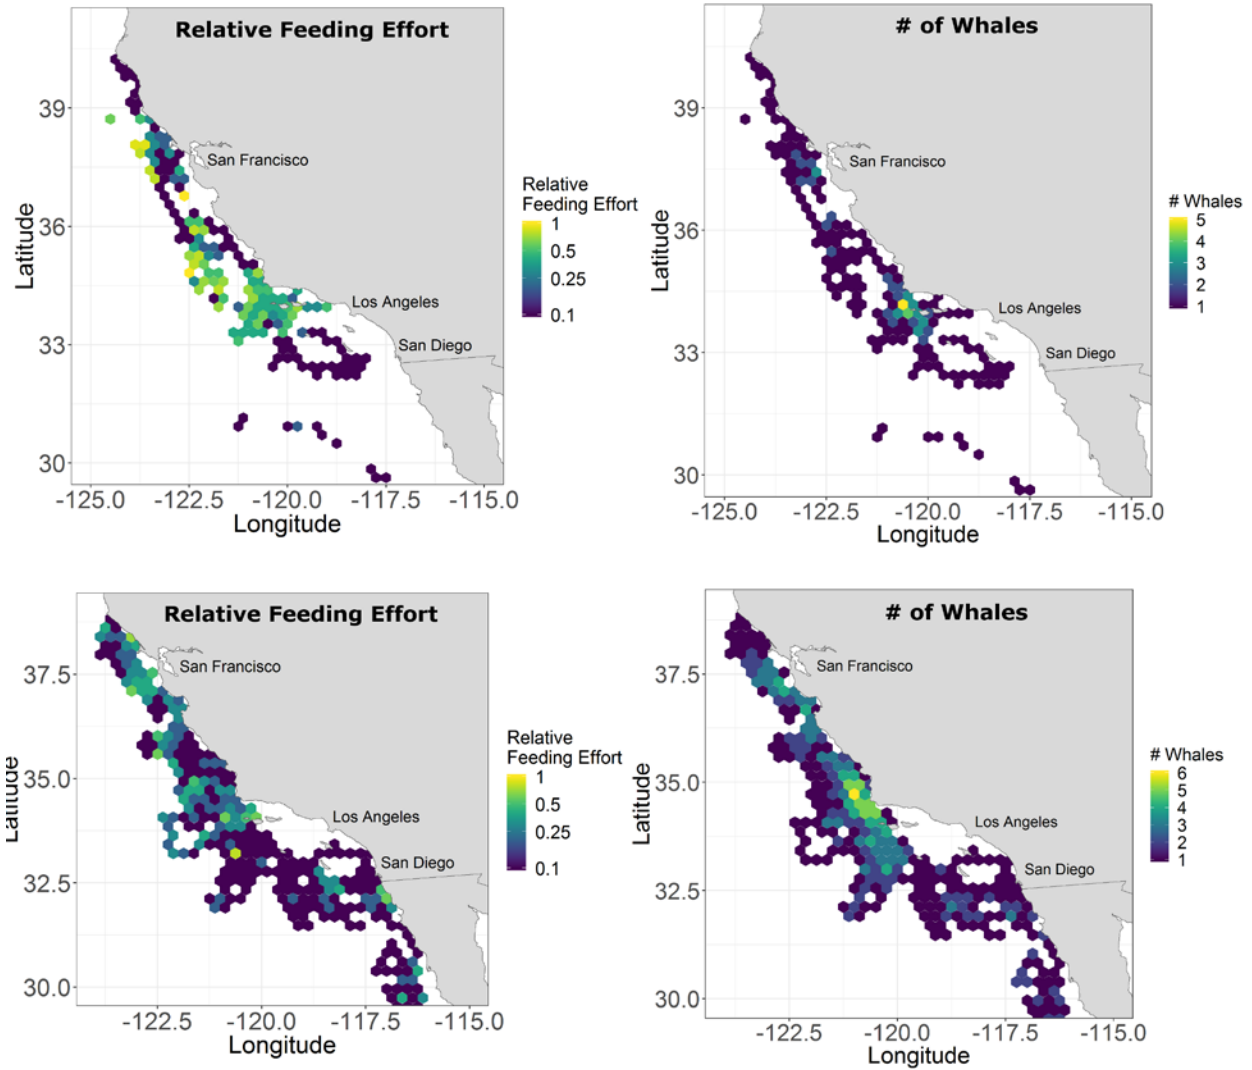 Relative Feeding Effort
39
36
33
30
Latitude
San Francisco
Los Angeles
San Diego
-125.0 -122.5 -120.0 -117.5 -115.0
Longitude
Relative
Feeding Effort
1
0.5
0.25
0.1
# of Whales
39
36
33
30
Latitude
San Francisco
Los Angeles
San Diego
-125.0 -122.5 -120.0 -117.5 -115.0
Longitude
# Whales
5
4
3
2
1
Relative Feeding Effort
37.5
35.0
32.5
30.0
Latitude
San Francisco
Los Angeles
San Diego
-122.5 -120.0 -117.5 -115.0
Longitude
Relative
Feeding Effort
1
0.5
0.25
0.1
# of Whales
37.5
35.0
32.5
30.0
Latitude
San Francisco
Los Angeles
San Diego
-122.5 -120.0 -117.5 -115.0
Longitude
# Whales
6
5
4
3
2
1